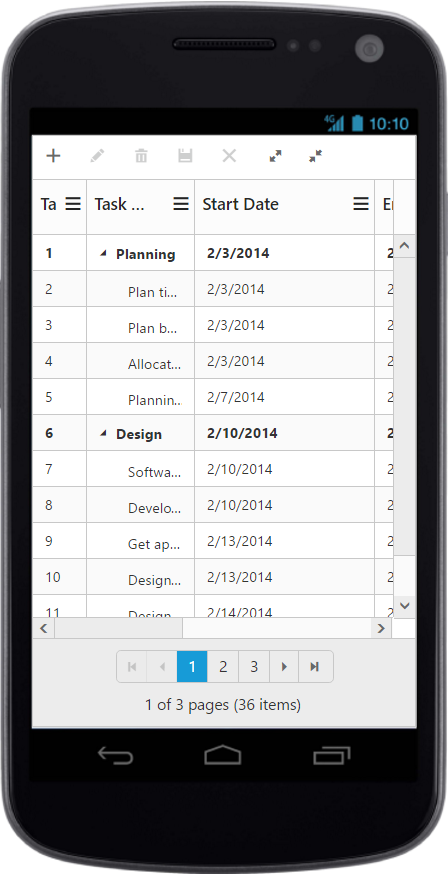 4G 10:10
Ta Task ... Start Date
1 Planning 2/3/2014 2
2 Plan ti... 2/3/2014 2
3 Plan b... 2/3/2014 2
4 Allocat... 2/3/2014 2
5 Plannin... 2/7/2014 2
6 Design 2/10/2014 2
7 Softwa... 2/10/2014 2
8 Develo... 2/10/2014 2
9 Get ap... 2/13/2014 2
10 Design... 2/13/2014 2
11 Design 2/14/2014
1 2 3
1 of 3 pages (36 items)